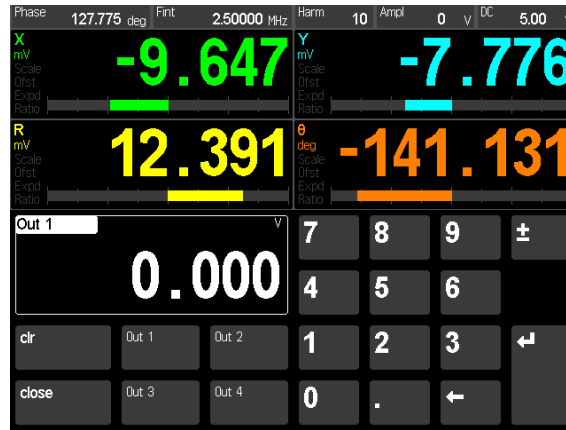 Phase 127.775 deg Fint 2.50000 MHz Harm 10 Ampl 0 V DC 5.00
X
mV
Scale
Ofst
Expd
Ratio
-9.647
Y
mV
Scale
Ofst
Expd
Ratio
-7.776
R
mV
Scale
Ofst
Expd
Ratio
12.391
θ
deg
Scale
Ofst
Expd
Ratio
-141.131
Out 1 V
0.000
7 8 9 ±
4 5 6
clr Out 1 Out 2 1 2 3 ↵
close Out 3 Out 4 0 . ←